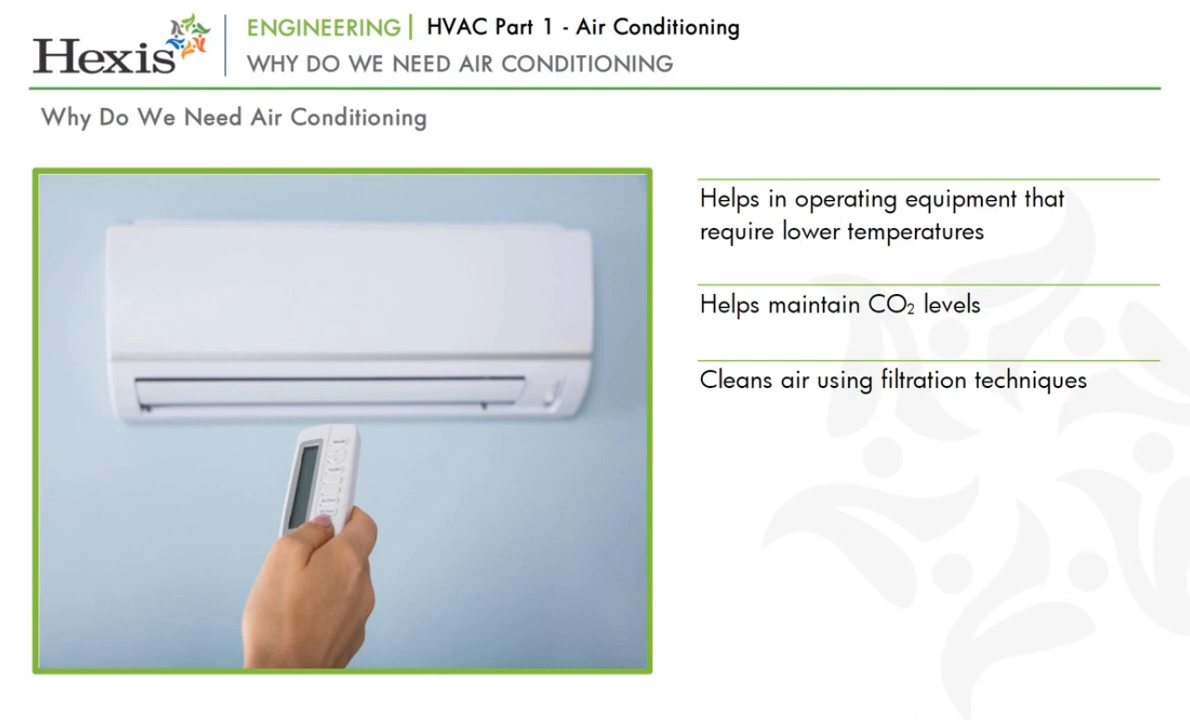 Hexis
ENGINEERING | HVAC Part 1 - Air Conditioning
WHY DO WE NEED AIR CONDITIONING
Why Do We Need Air Conditioning
Helps in operating equipment that
require lower temperatures
Helps maintain CO₂ levels
Cleans air using filtration techniques